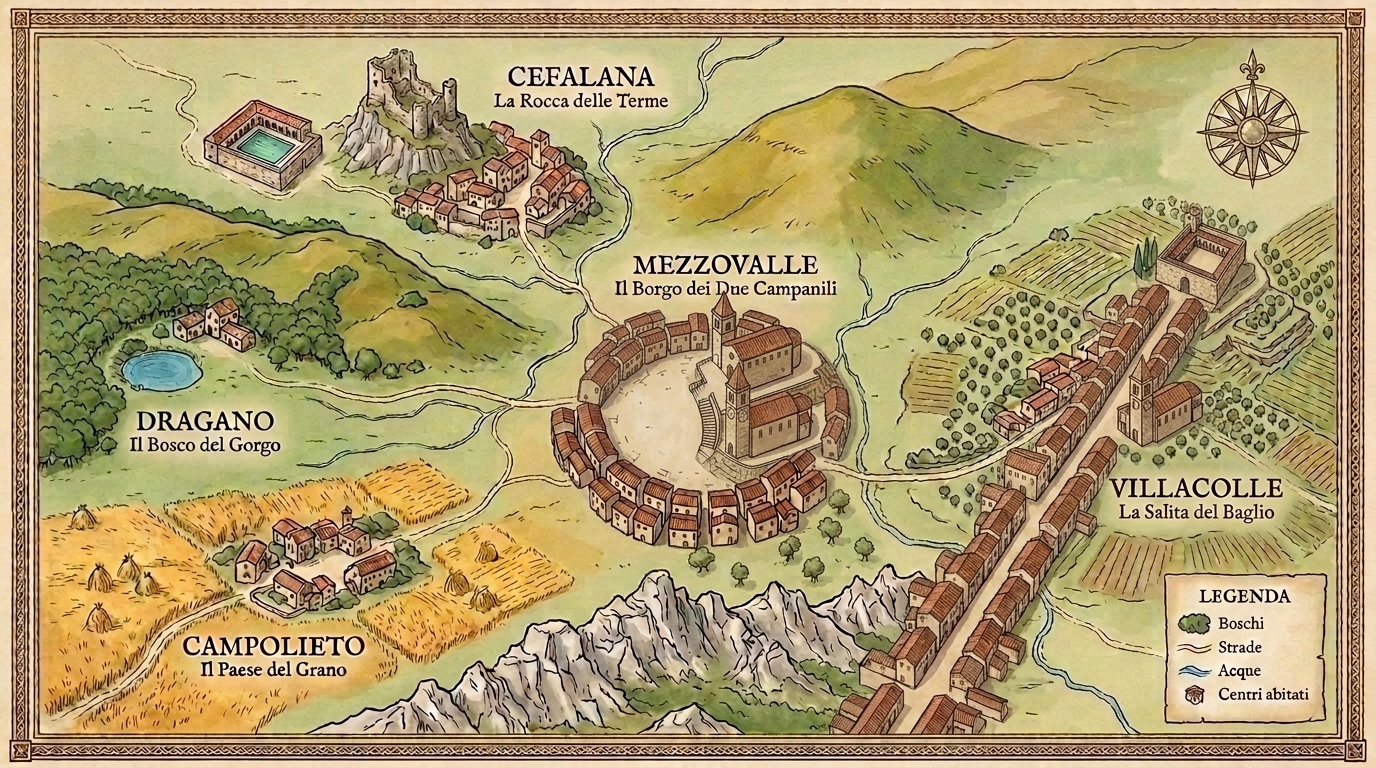 CEFALANA
La Rocca delle Terme
MEZZOVALLE
Il Borgo dei Due Campanili
DRAGANO
Il Bosco del Gorgo
VILLACOLLE
La Salita del Baglio
CAMPOLIETO
Il Paese del Grano
LEGENDA
Boschi
Strade
Acque
Centri abitati